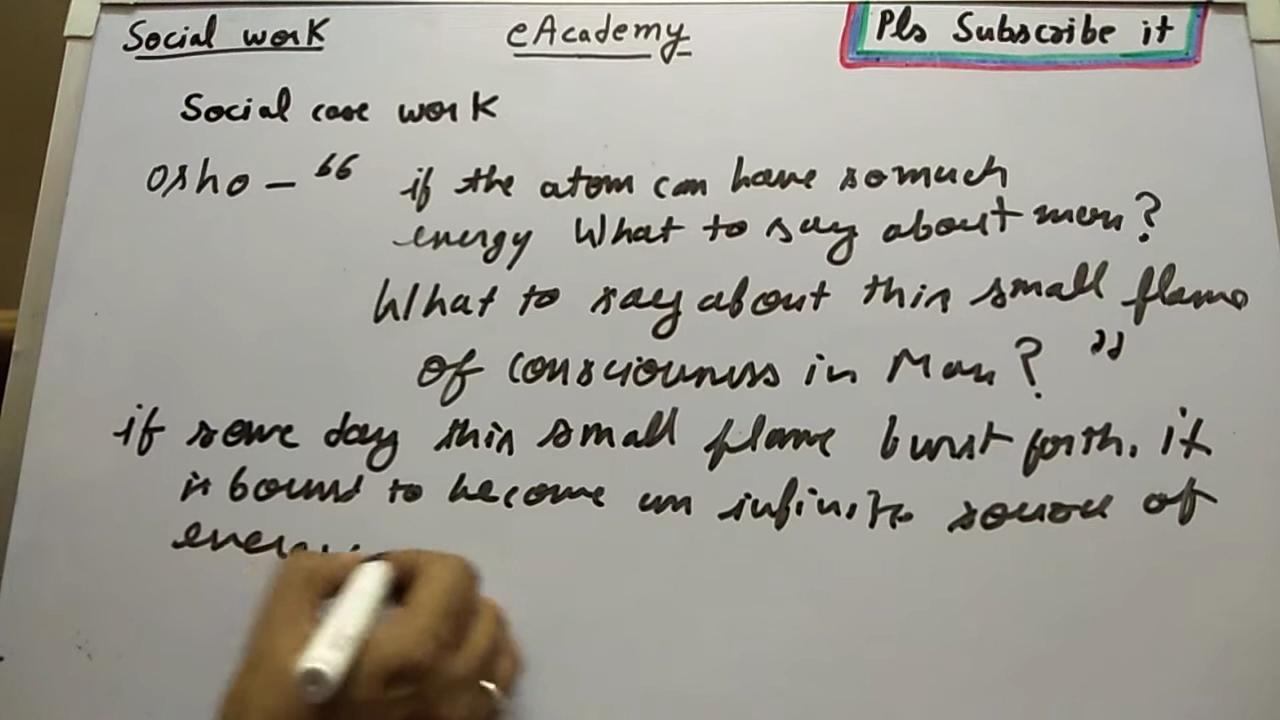 Social work eAcademy Pls Subscribe it
Social case work
Osho - “ if the atom can have somuch
energy What to say about man?
What to say about this small flame
of consciousness in Man? ”
if some day this small flame burst forth. it
is bound to become an infinite source of